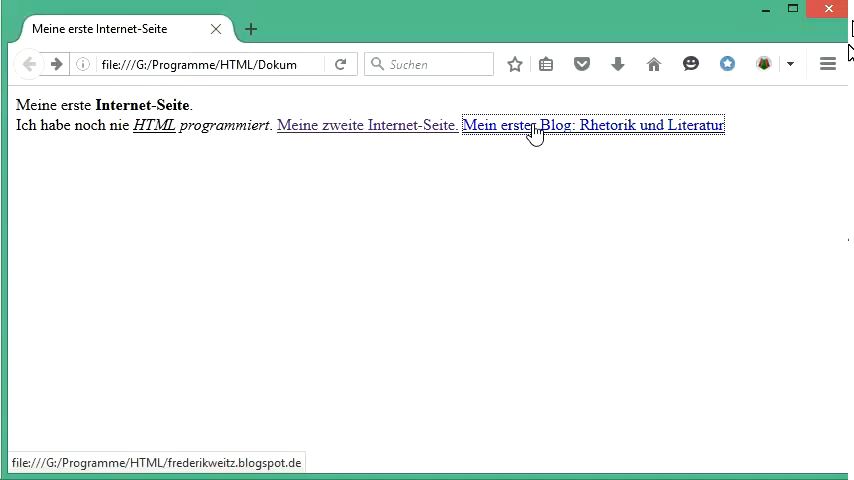 Meine erste Internet-Seite
file:///G:/Programme/HTML/Dokum
Suchen
Meine erste Internet-Seite.
Ich habe noch nie HTML programmiert. Meine zweite Internet-Seite. Mein erster Blog: Rhetorik und Literatur
file:///G:/Programme/HTML/frederikweitz.blogspot.de